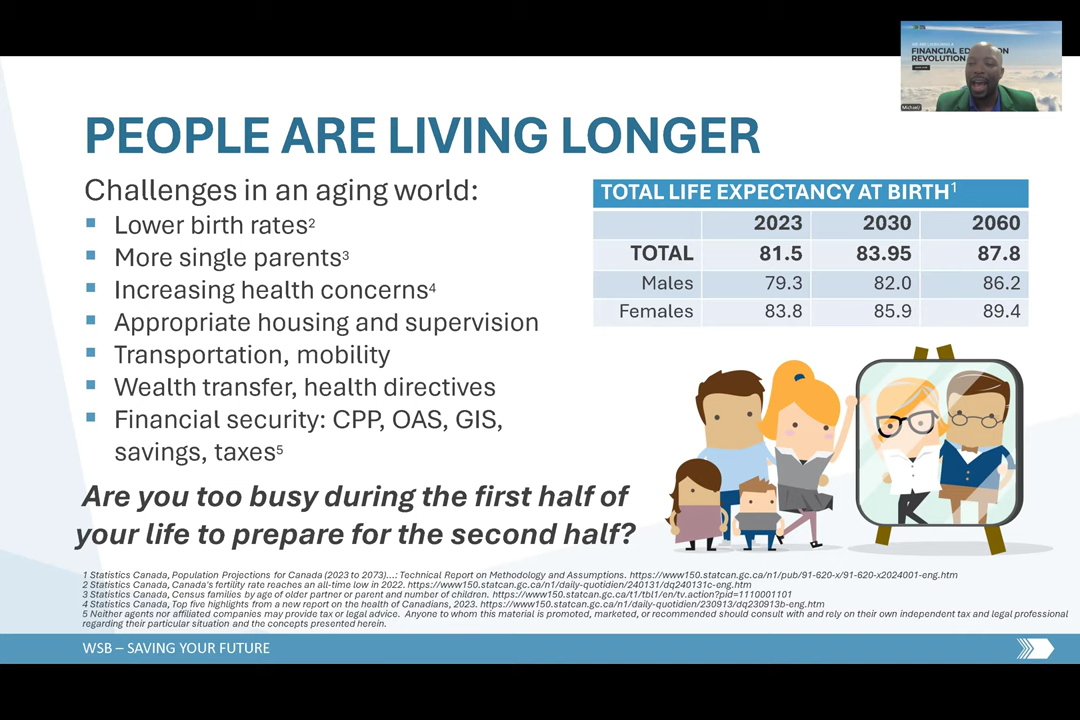 FINANCIAL EDUCATION
REVOLUTION
Michael
PEOPLE ARE LIVING LONGER
Challenges in an aging world:
Lower birth rates2
More single parents3
Increasing health concerns4
Appropriate housing and supervision
Transportation, mobility
Wealth transfer, health directives
Financial security: CPP, OAS, GIS,
savings, taxes5
Are you too busy during the first half of
your life to prepare for the second half?
TOTAL LIFE EXPECTANCY AT BIRTH1
2023 2030 2060
TOTAL 81.5 83.95 87.8
Males 79.3 82.0 86.2
Females 83.8 85.9 89.4
1 Statistics Canada, Population Projections for Canada (2023 to 2073)...: Technical Report on Methodology and Assumptions. https://www150.statcan.gc.ca/n1/pub/91-620-x/91-620-x2024001-eng.htm
2 Statistics Canada, Canada's fertility rate reaches an all-time low in 2022. https://www150.statcan.gc.ca/n1/daily-quotidien/240131/dq240131c-eng.htm
3 Statistics Canada, Census families by age of older partner or parent and number of children. https://www150.statcan.gc.ca/t1/tbl1/en/tv.action?pid=1110001101
4 Statistics Canada, Top five highlights from a new report on the health of Canadians, 2023. https://www150.statcan.gc.ca/n1/daily-quotidien/230913/dq230913b-eng.htm
5 Neither agents nor affiliated companies may provide tax or legal advice. Anyone to whom this material is promoted, marketed, or recommended should consult with and rely on their own independent tax and legal professional
regarding their particular situation and the concepts presented herein.
WSB – SAVING YOUR FUTURE